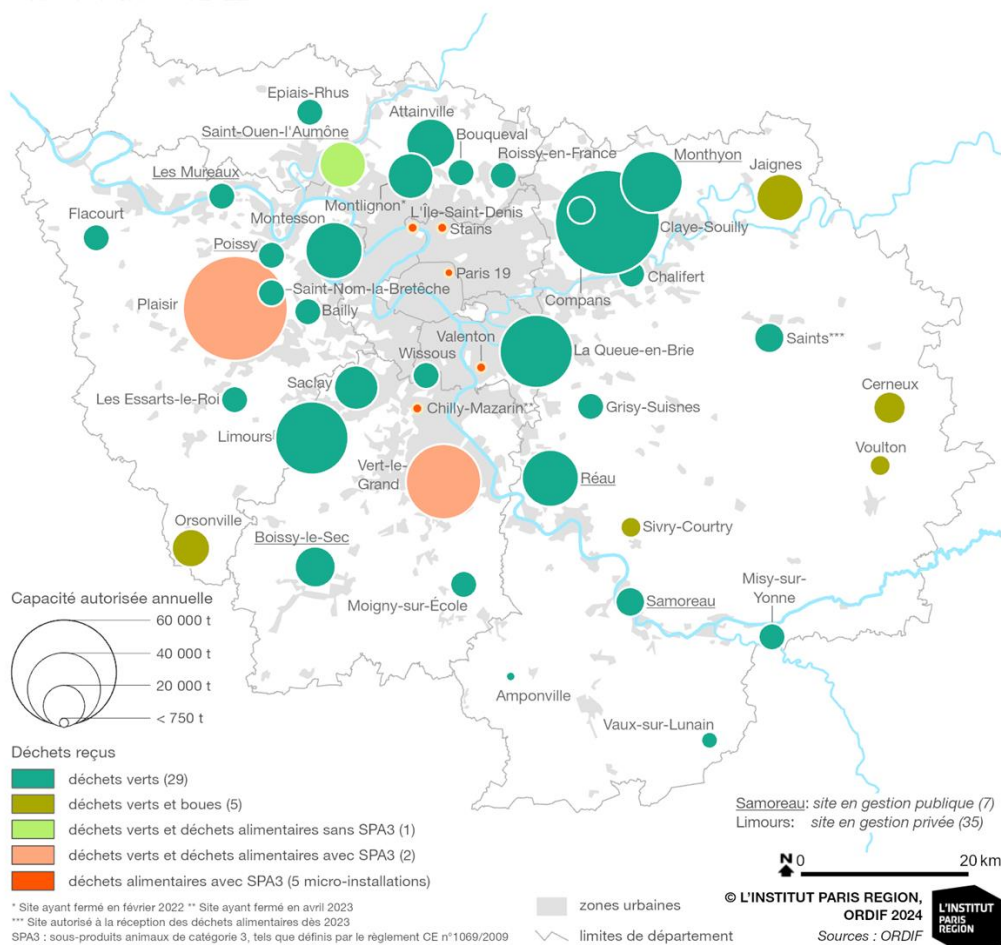 Epiais-Rhus
Attainville
Saint-Ouen-l'Aumône
Bouqueval
Roissy-en-France
Monthyon
Jaignes
Les Mureaux
Montlignon*
L'Île-Saint-Denis
Flacourt
Montesson
Stains
Claye-Souilly
Poissy
Paris 19
Chalifert
Saint-Nom-la-Bretêche
Plaisir
Compans
Bailly
Valenton
Saints***
Wissous
La Queue-en-Brie
Saclay
Cerneux
Les Essarts-le-Roi
Chilly-Mazarin**
Grisy-Suisnes
Limours
Voulton
Vert-le-
Grand
Réau
Orsonville
Sivry-Courtry
Boissy-le-Sec
Misy-sur-
Yonne
Moigny-sur-École
Samoreau
Amponville
Vaux-sur-Lunain
Capacité autorisée annuelle
60 000 t
40 000 t
20 000 t
< 750 t
Déchets reçus
déchets verts (29)
déchets verts et boues (5)
déchets verts et déchets alimentaires sans SPA3 (1)
déchets verts et déchets alimentaires avec SPA3 (2)
déchets alimentaires avec SPA3 (5 micro-installations)
* Site ayant fermé en février 2022 ** Site ayant fermé en avril 2023
*** Site autorisé à la réception des déchets alimentaires dès 2023
SPA3 : sous-produits animaux de catégorie 3, tels que définis par le règlement CE n°1069/2009
zones urbaines
limites de département
Samoreau: site en gestion publique (7)
Limours: site en gestion privée (35)
N 0 20 km
© L'INSTITUT PARIS REGION,
ORDIF 2024
Sources : ORDIF
L'INSTITUT
PARIS
REGION